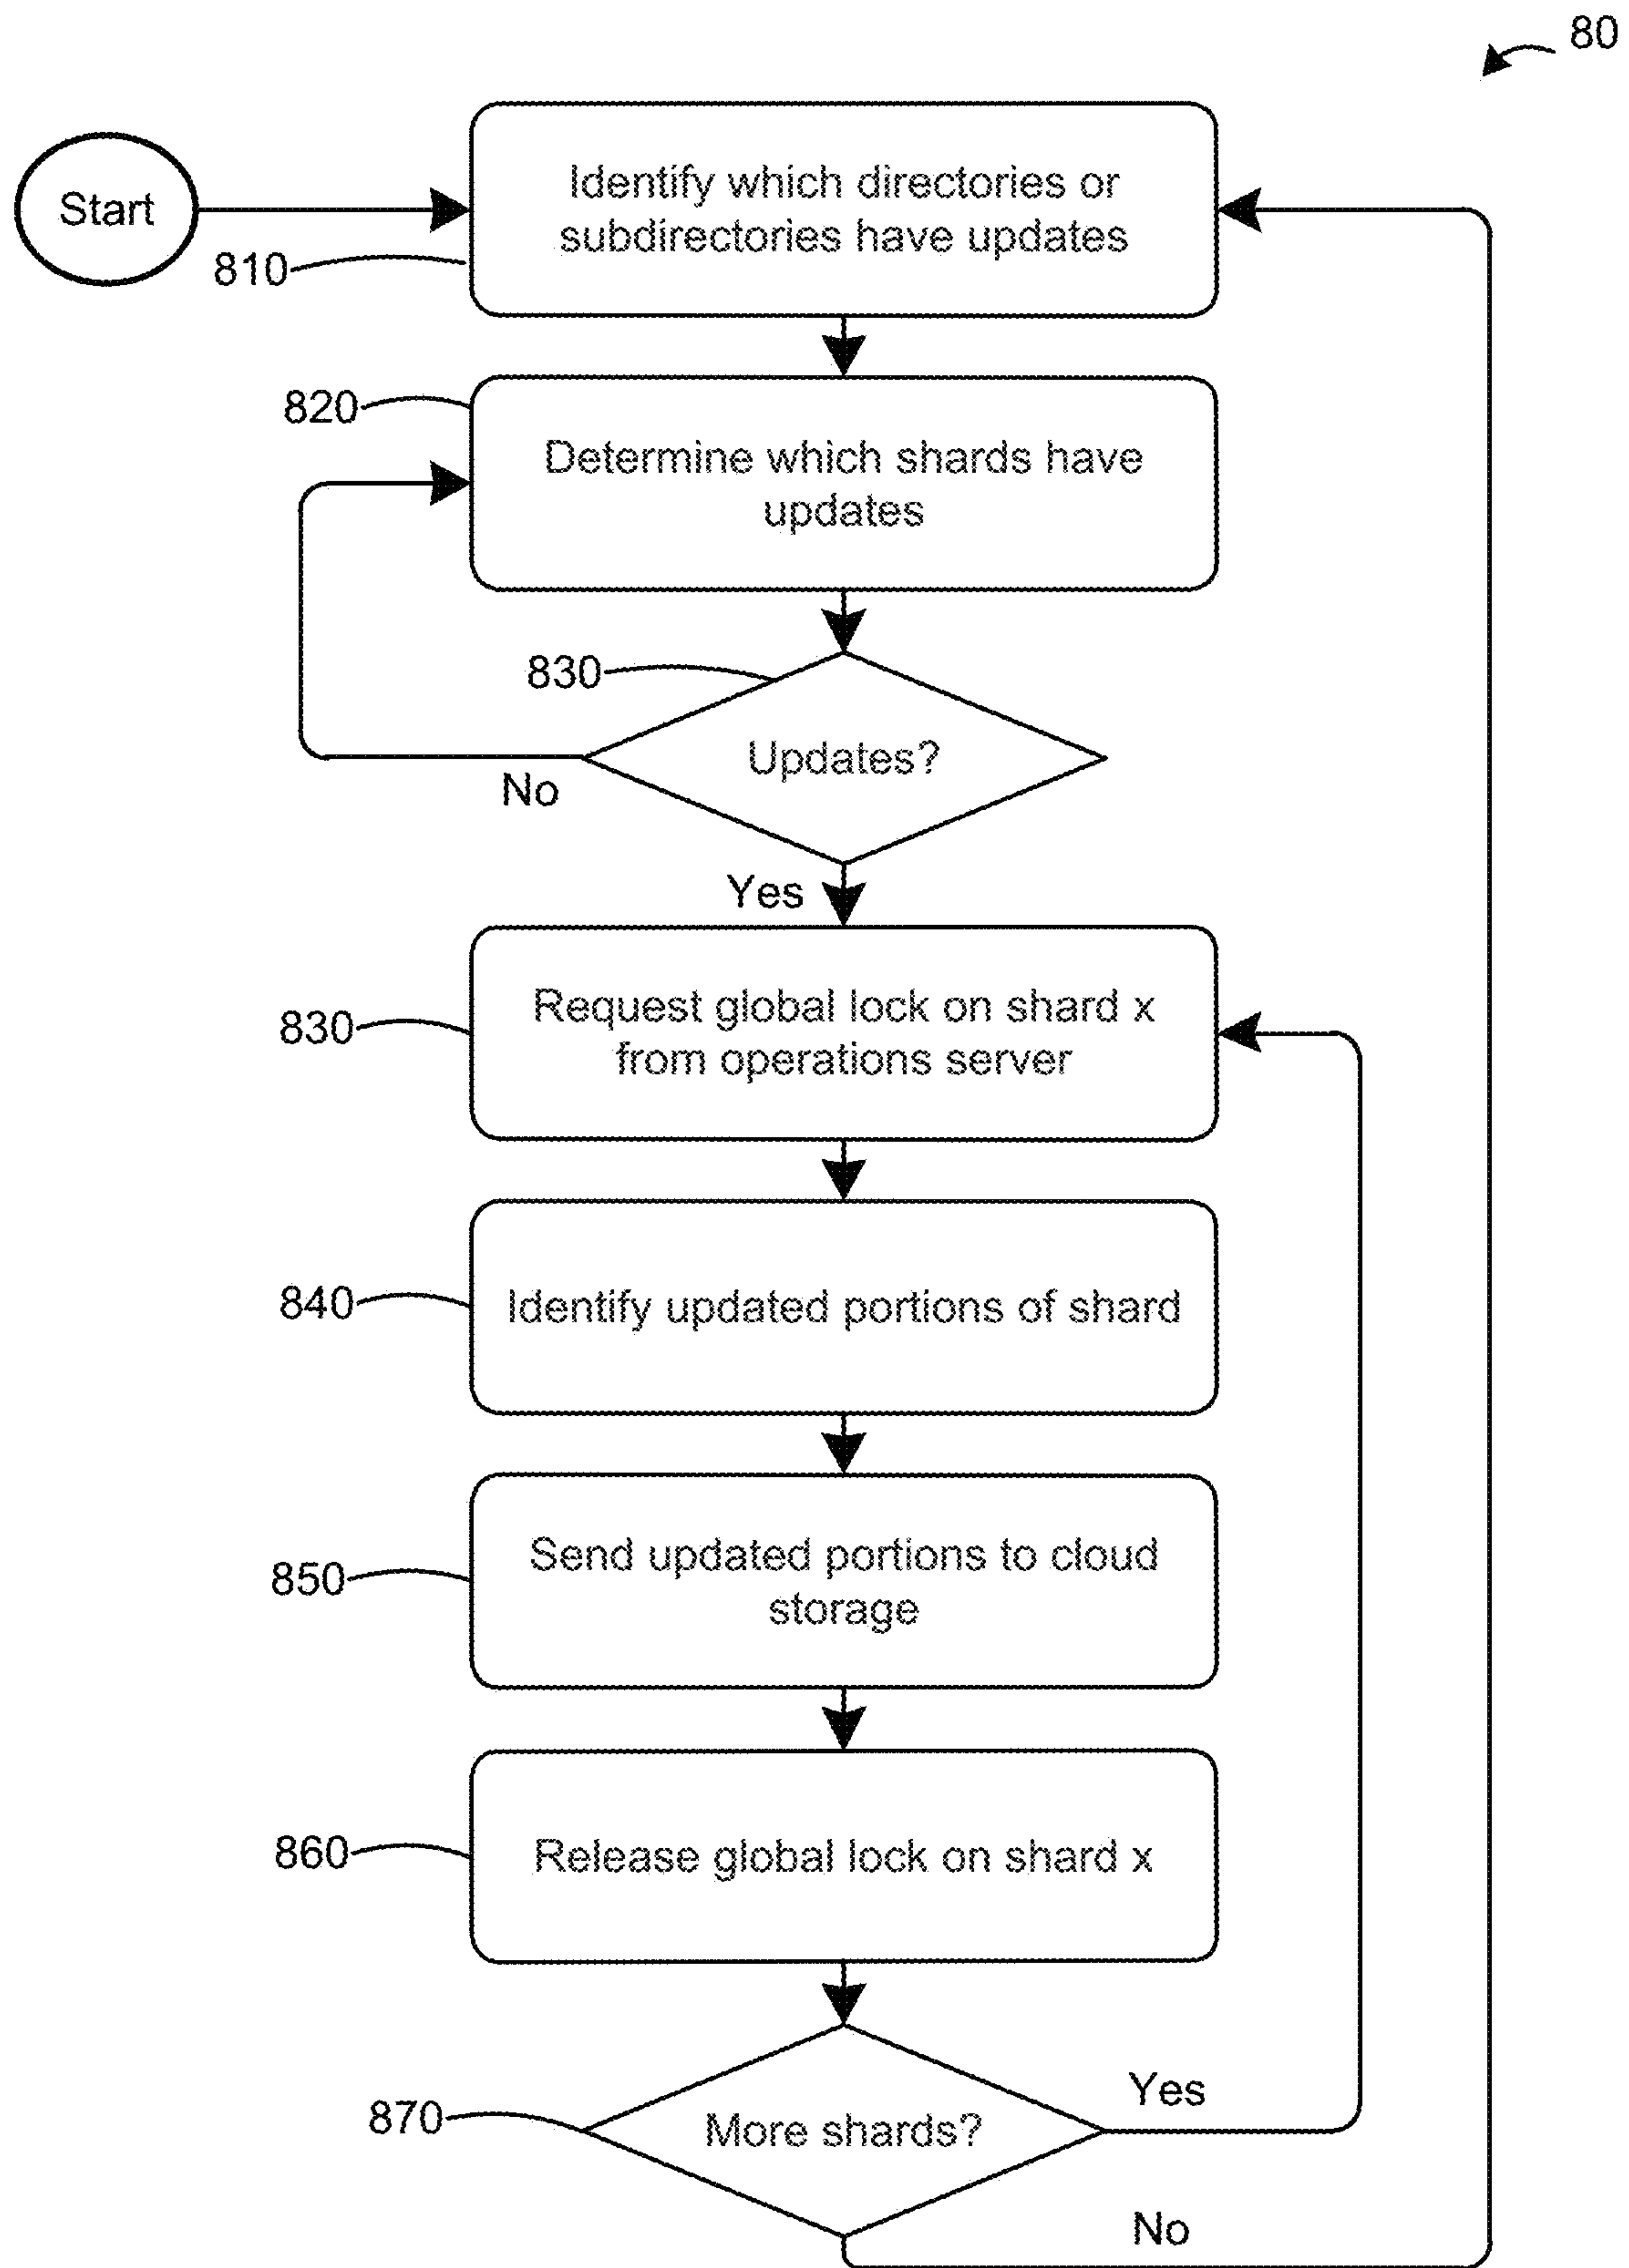 80
Start
Identify which directories or
subdirectories have updates
810
820
Determine which shards have
updates
830
Updates?
No
Yes
830
Request global lock on shard x
from operations server
840
Identify updated portions of shard
850
Send updated portions to cloud
storage
860
Release global lock on shard x
870
More shards?
Yes
No